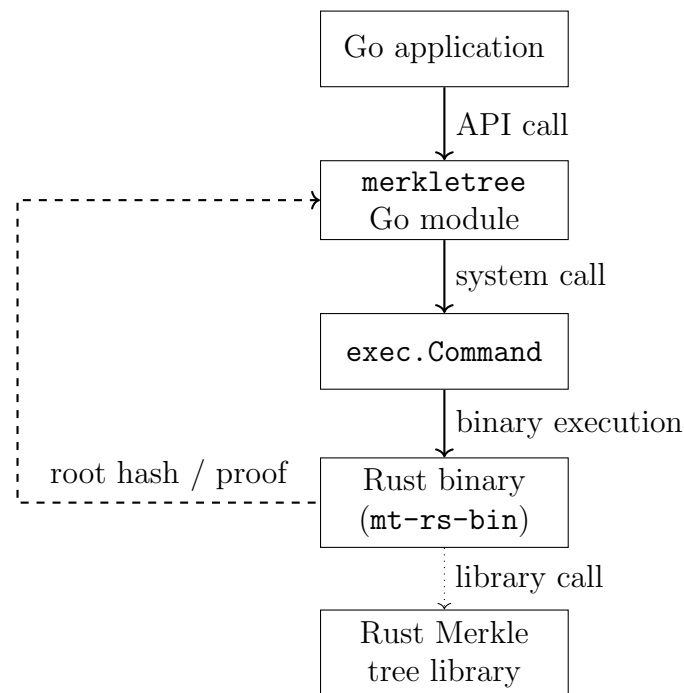 Go application
API call
merkletree
Go module
system call
exec.Command
binary execution
root hash / proof
Rust binary
(mt-rs-bin)
library call
Rust Merkle
tree library